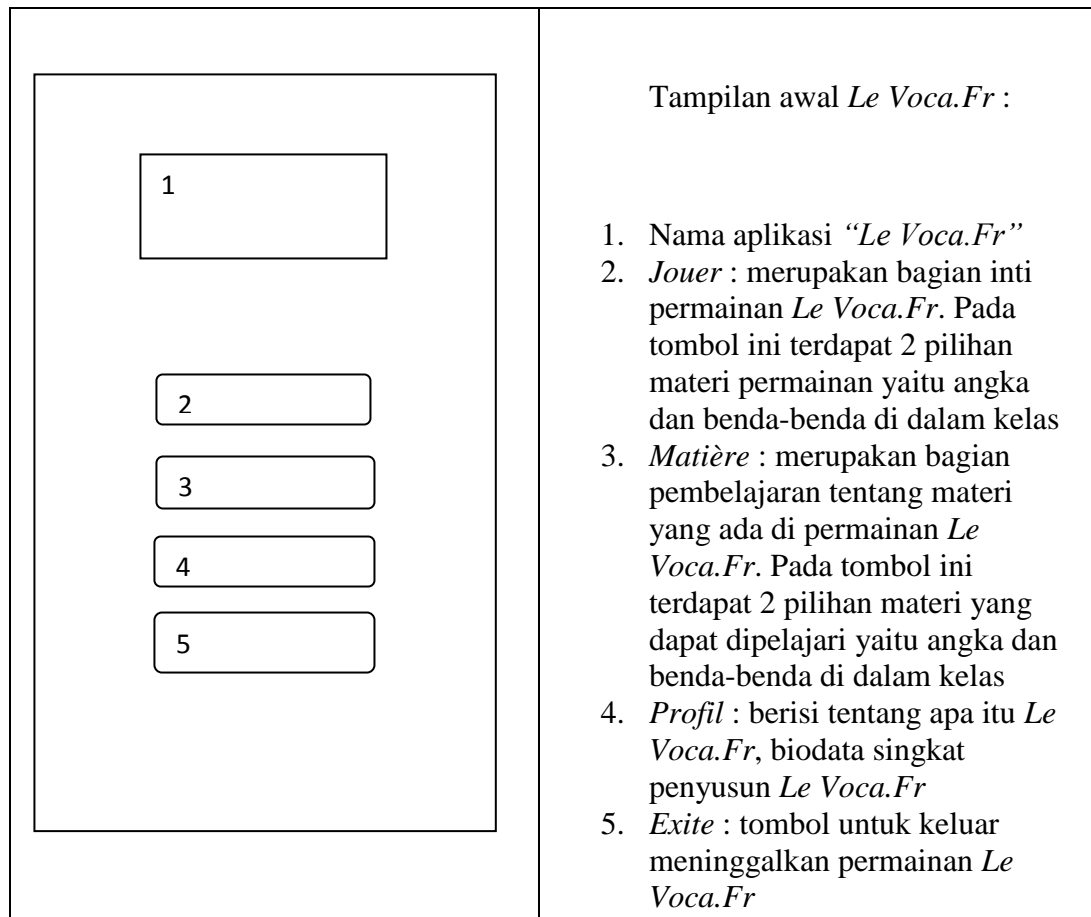 1
2
3
4
5
Tampilan awal Le Voca.Fr :
1. Nama aplikasi “Le Voca.Fr”
2. Jouer : merupakan bagian inti
permainan Le Voca.Fr. Pada
tombol ini terdapat 2 pilihan
materi permainan yaitu angka
dan benda-benda di dalam kelas
3. Matière : merupakan bagian
pembelajaran tentang materi
yang ada di permainan Le
Voca.Fr. Pada tombol ini
terdapat 2 pilihan materi yang
dapat dipelajari yaitu angka dan
benda-benda di dalam kelas
4. Profil : berisi tentang apa itu Le
Voca.Fr, biodata singkat
penyusun Le Voca.Fr
5. Exite : tombol untuk keluar
meninggalkan permainan Le
Voca.Fr